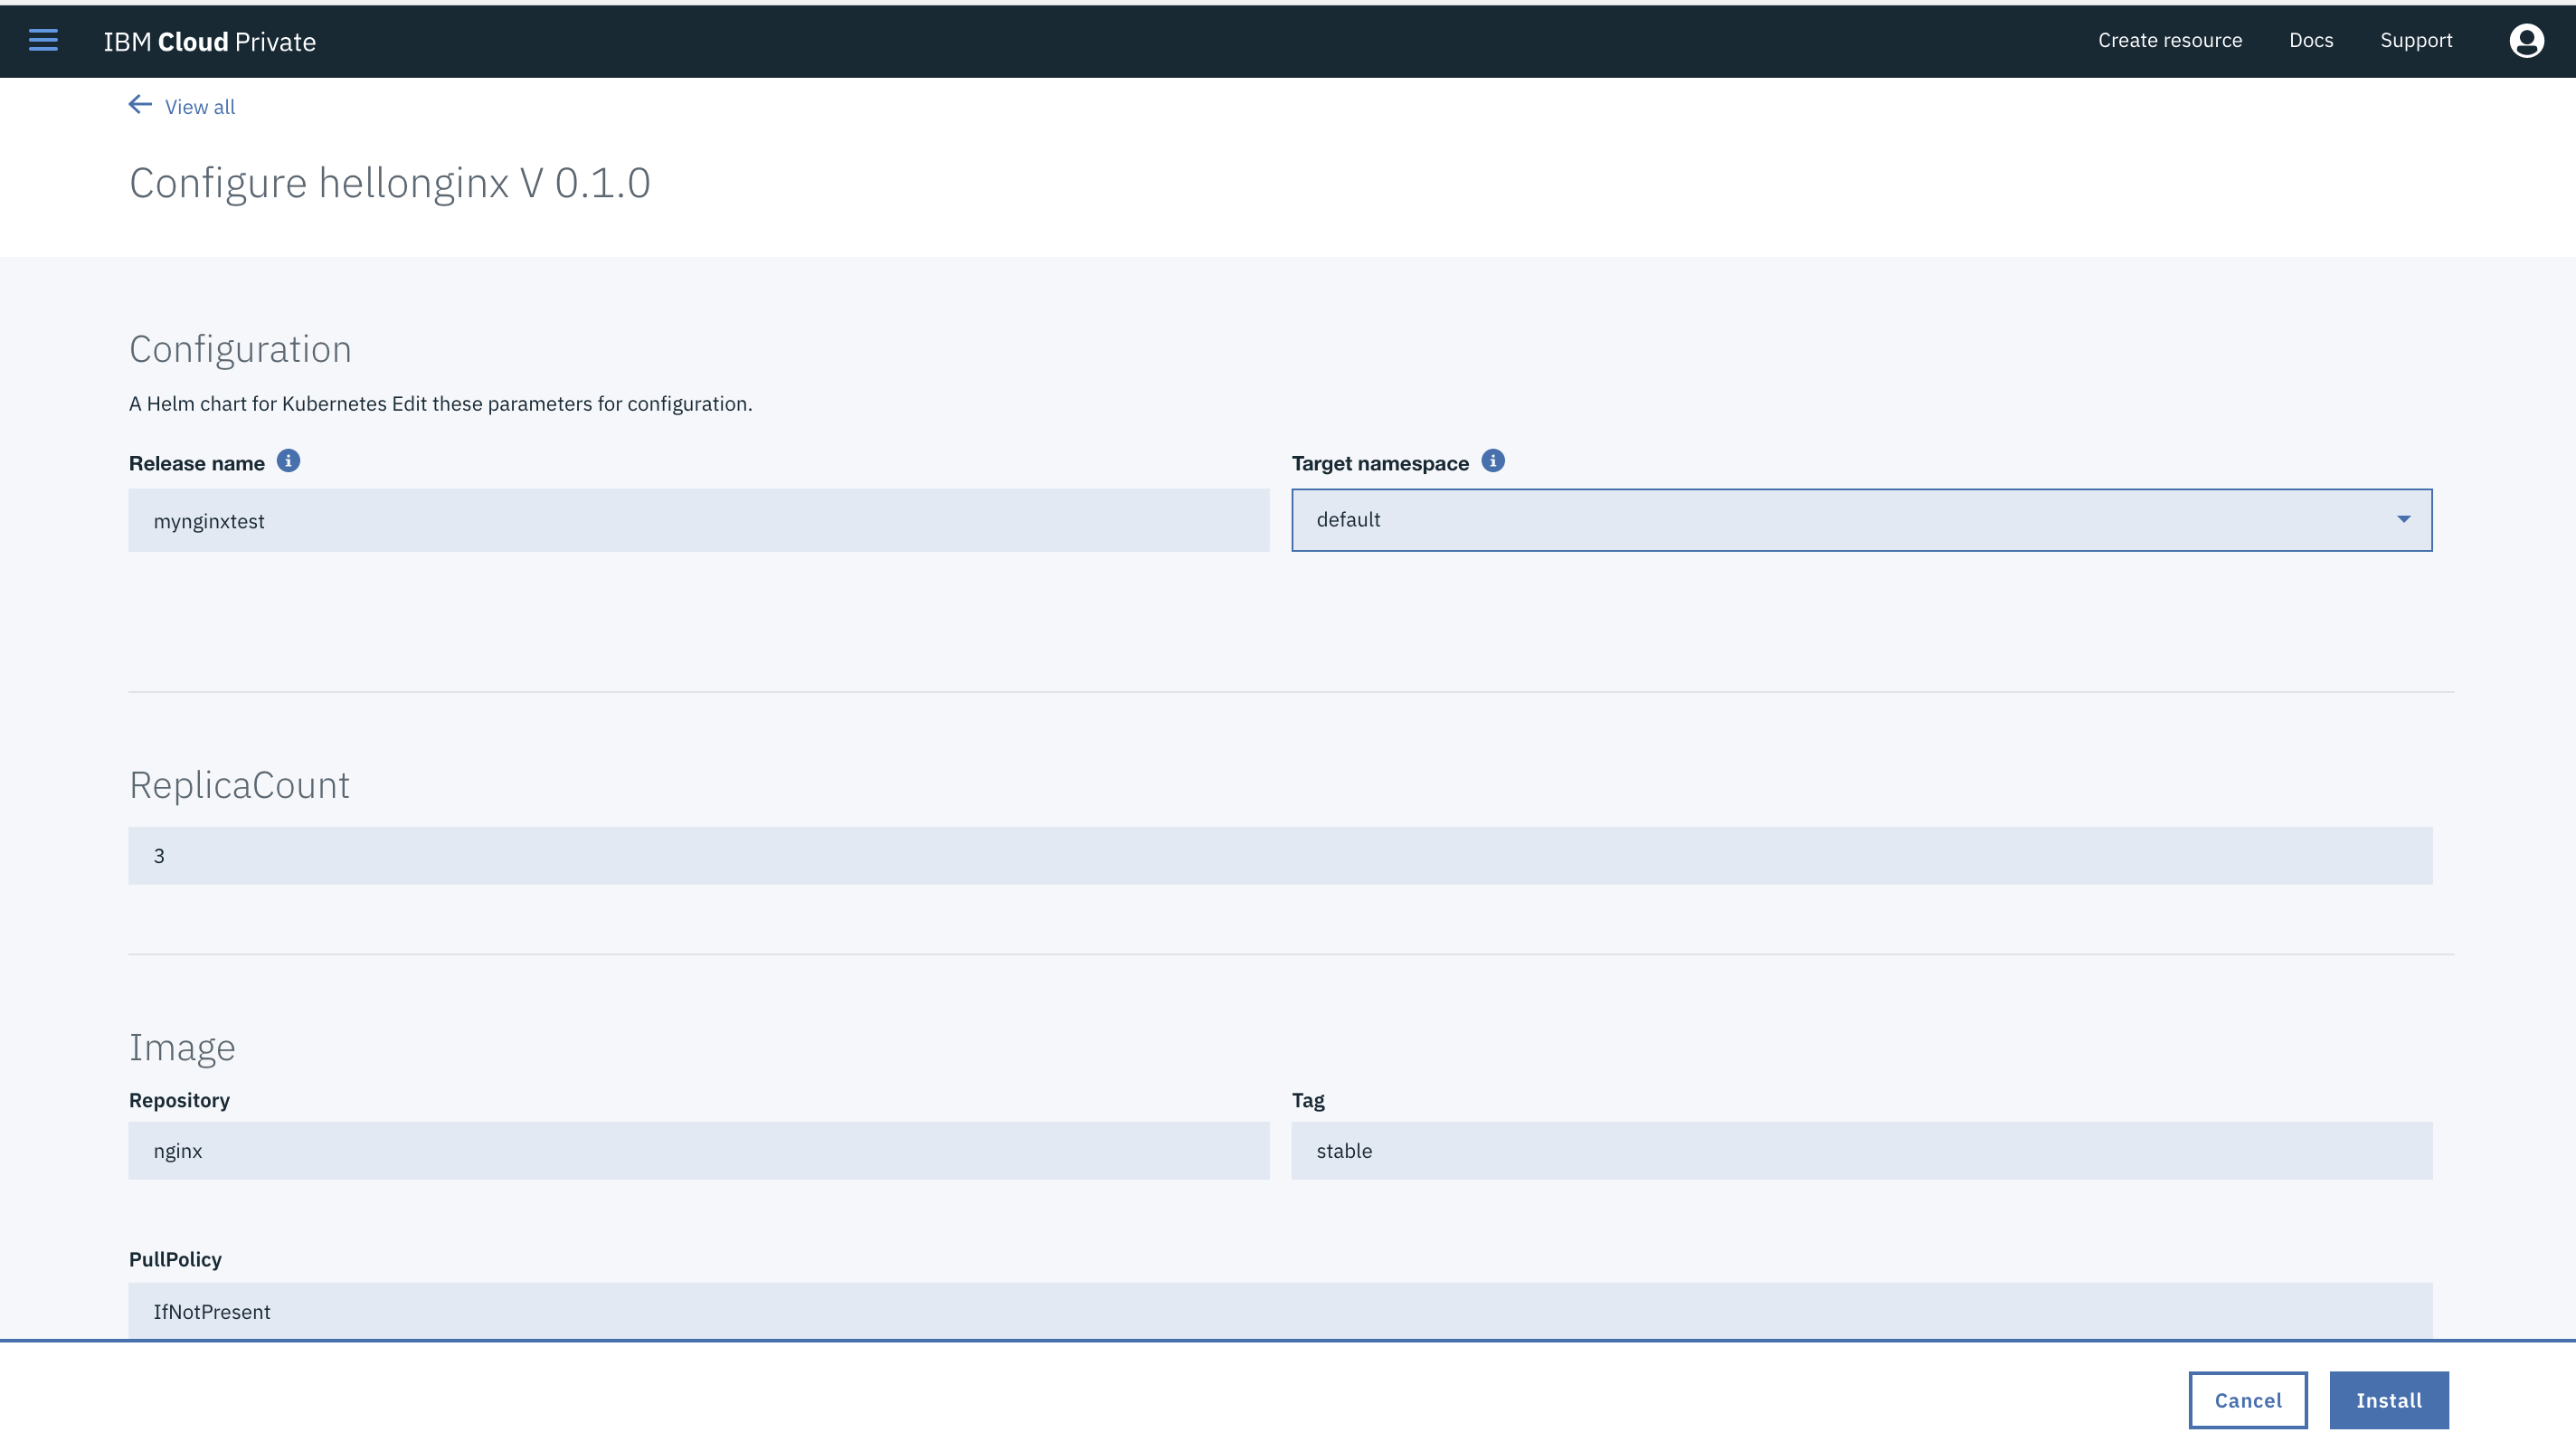 IBM Cloud Private
Create resource Docs Support
View all
Configure hellonginx V 0.1.0
Configuration
A Helm chart for Kubernetes Edit these parameters for configuration.
Release name Target namespace
mynginxtest default
ReplicaCount
3
Image
Repository Tag
nginx stable
PullPolicy
IfNotPresent
Cancel Install